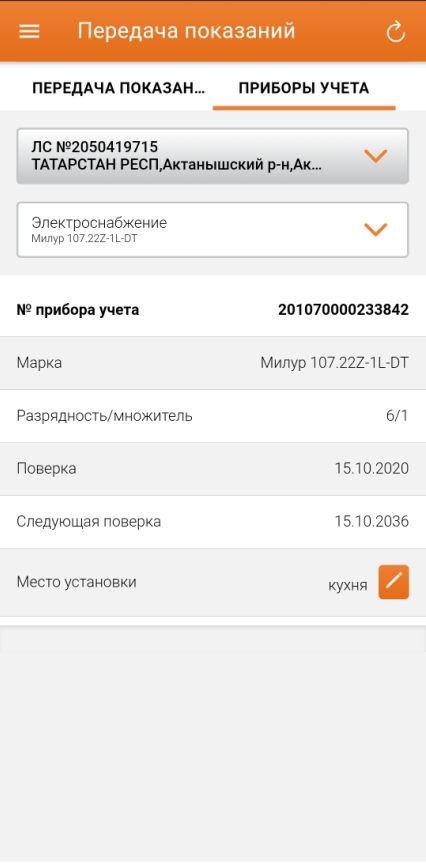 Передача показаний
ПЕРЕДАЧА ПОКАЗАН...
ПРИБОРЫ УЧЕТА
ЛС №2050419715
ТАТАРСТАН РЕСП,Актанышский р-н,Ак...
Электроснабжение
Милур 107.22Z-1L-DT
№ прибора учета 201070000233842
Марка Милур 107.22Z-1L-DT
Разрядность/множитель 6/1
Поверка 15.10.2020
Следующая поверка 15.10.2036
Место установки кухня